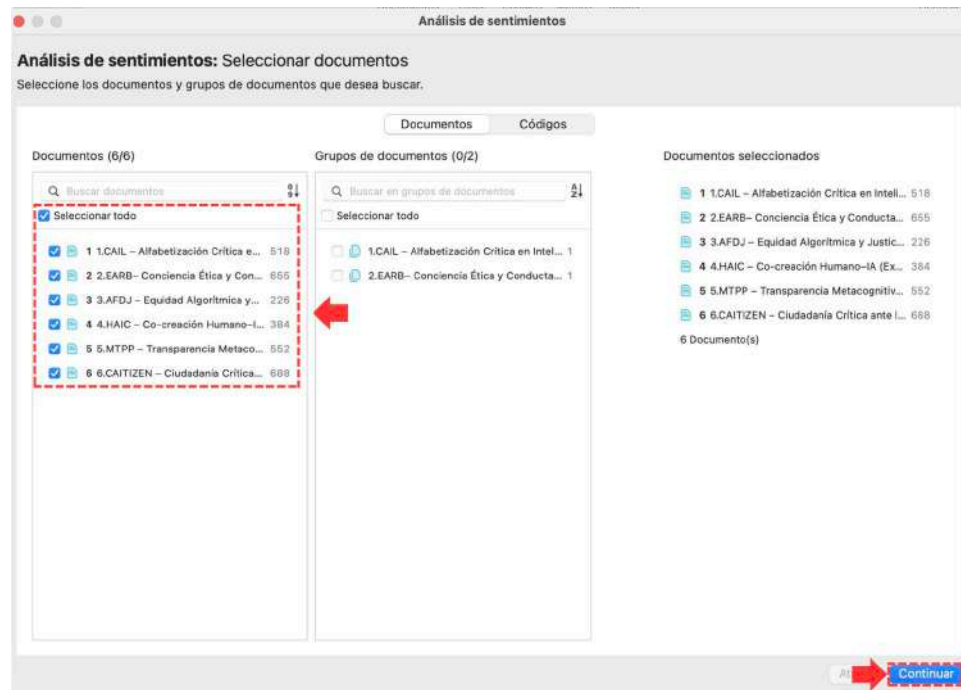 Análisis de sentimientos
Análisis de sentimientos: Seleccionar documentos
Seleccione los documentos y grupos de documentos que desea buscar.
Documentos Códigos
Documentos (6/6)
Buscar documentos
Seleccionar todo
1 1.CAIL – Alfabetización Crítica e... 518
2 2.EARB– Conciencia Ética y Con... 655
3 3.AFDJ – Equidad Algorítmica y... 226
4 4.HAIC – Co-creación Humano–I... 384
5 5.MTPP – Transparencia Metaco... 552
6 6.CAITIZEN – Ciudadanía Crítica... 688
Grupos de documentos (0/2)
Buscar en grupos de documentos
Seleccionar todo
1.CAIL – Alfabetización Crítica en Intel... 1
2.EARB– Conciencia Ética y Conducta... 1
Documentos seleccionados
1 1.CAIL – Alfabetización Crítica en Inteli... 518
2 2.EARB– Conciencia Ética y Conducta... 655
3 3.AFDJ – Equidad Algorítmica y Justic... 226
4 4.HAIC – Co-creación Humano–IA (Ex... 384
5 5.MTPP – Transparencia Metacognitiv... 552
6 6.CAITIZEN – Ciudadanía Crítica ante I... 688
6 Documento(s)
Continuar